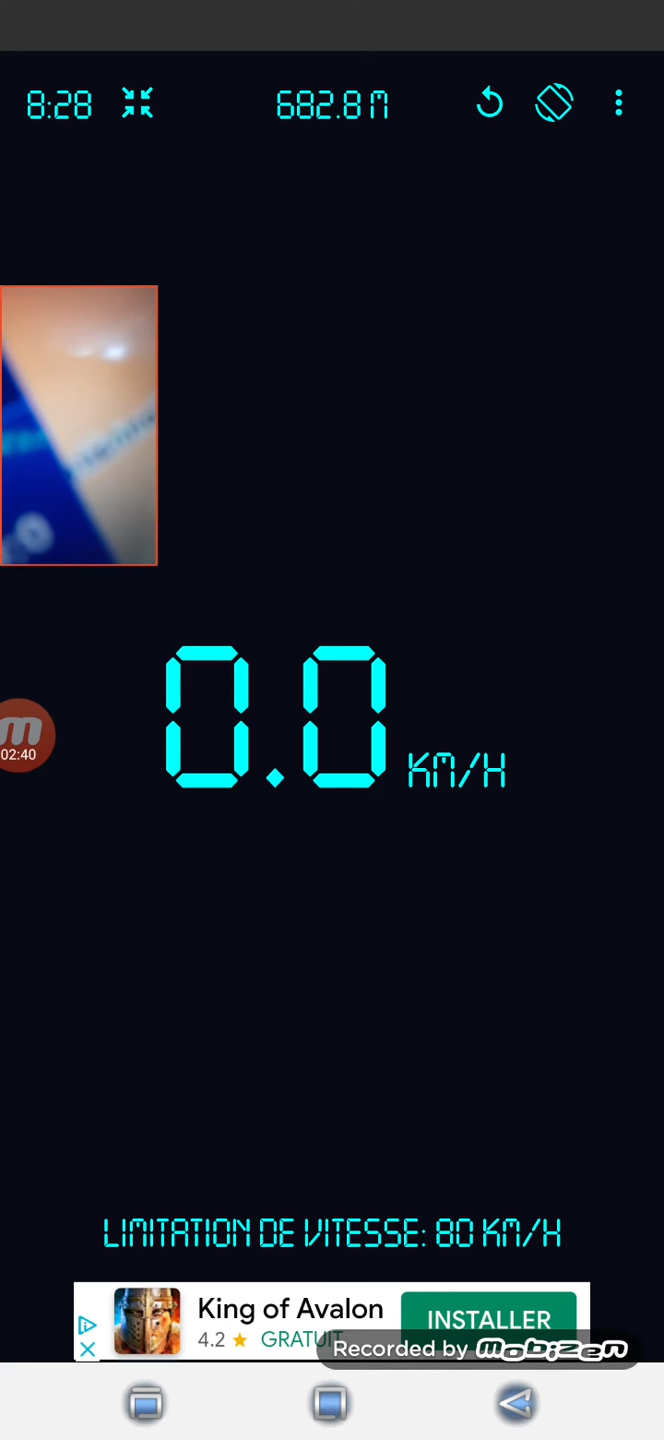 8:28
682.8 M
02:40
0.0 KM/H
LIMITATION DE VITESSE: 80 KM/H
King of Avalon
4.2 ★ GRATUIT
INSTALLER
Recorded by mobizen